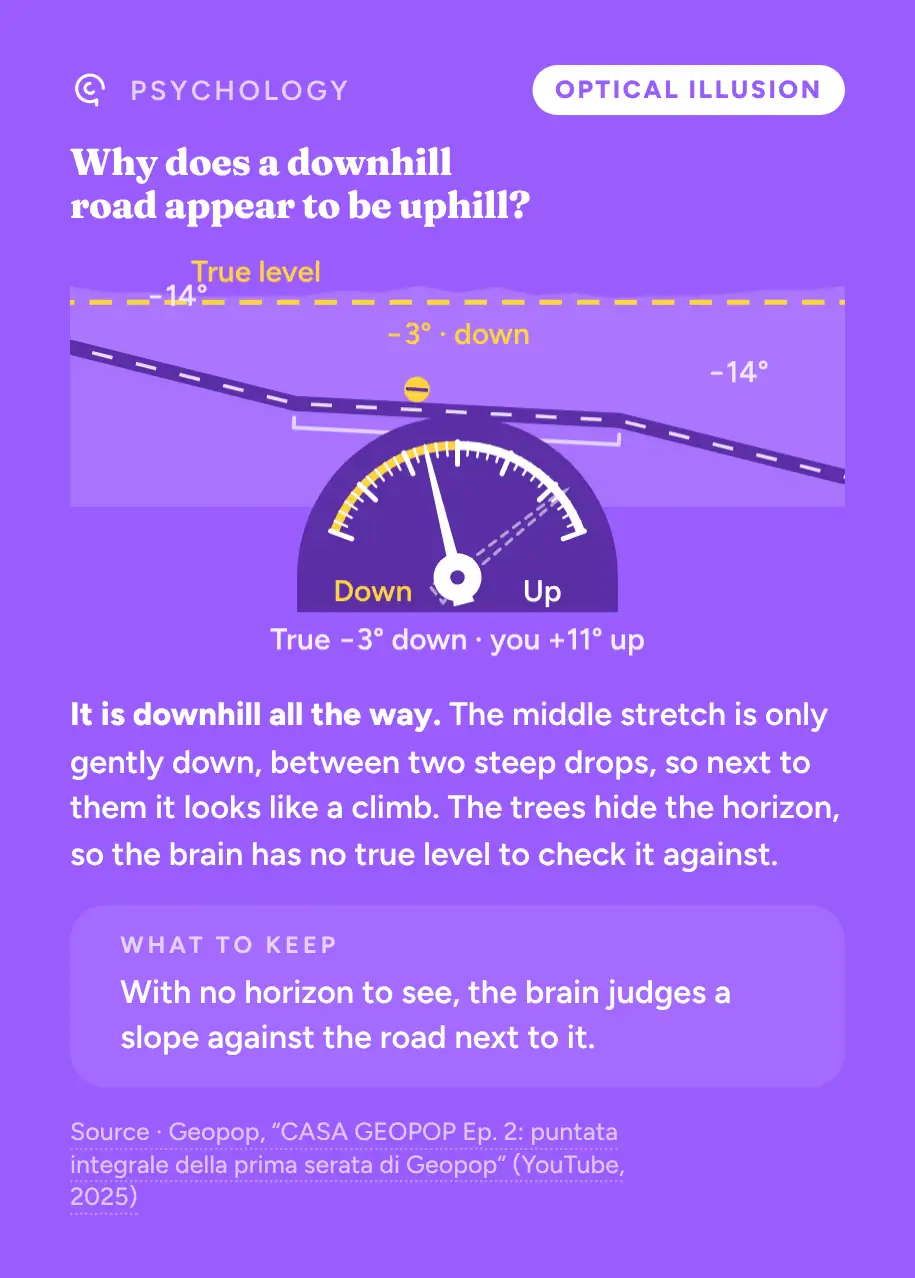 PSYCHOLOGY
OPTICAL ILLUSION
Why does a downhill
road appear to be uphill?
True level
−14°
−3° · down
−14°
Down
Up
True −3° down · you +11° up
It is downhill all the way. The middle stretch is only
gently down, between two steep drops, so next to
them it looks like a climb. The trees hide the horizon,
so the brain has no true level to check it against.
WHAT TO KEEP
With no horizon to see, the brain judges a
slope against the road next to it.
Source · Geopop, “CASA GEOPOP Ep. 2: puntata
integrale della prima serata di Geopop” (YouTube,
2025)